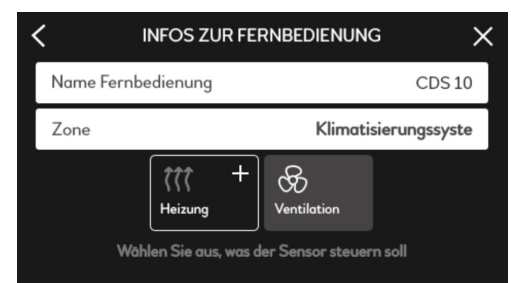 INFOS ZUR FERNBEDIENUNG
Name Fernbedienung CDS 10
Zone Klimatisierungssyste
Heizung Ventilation
Wählen Sie aus, was der Sensor steuern soll